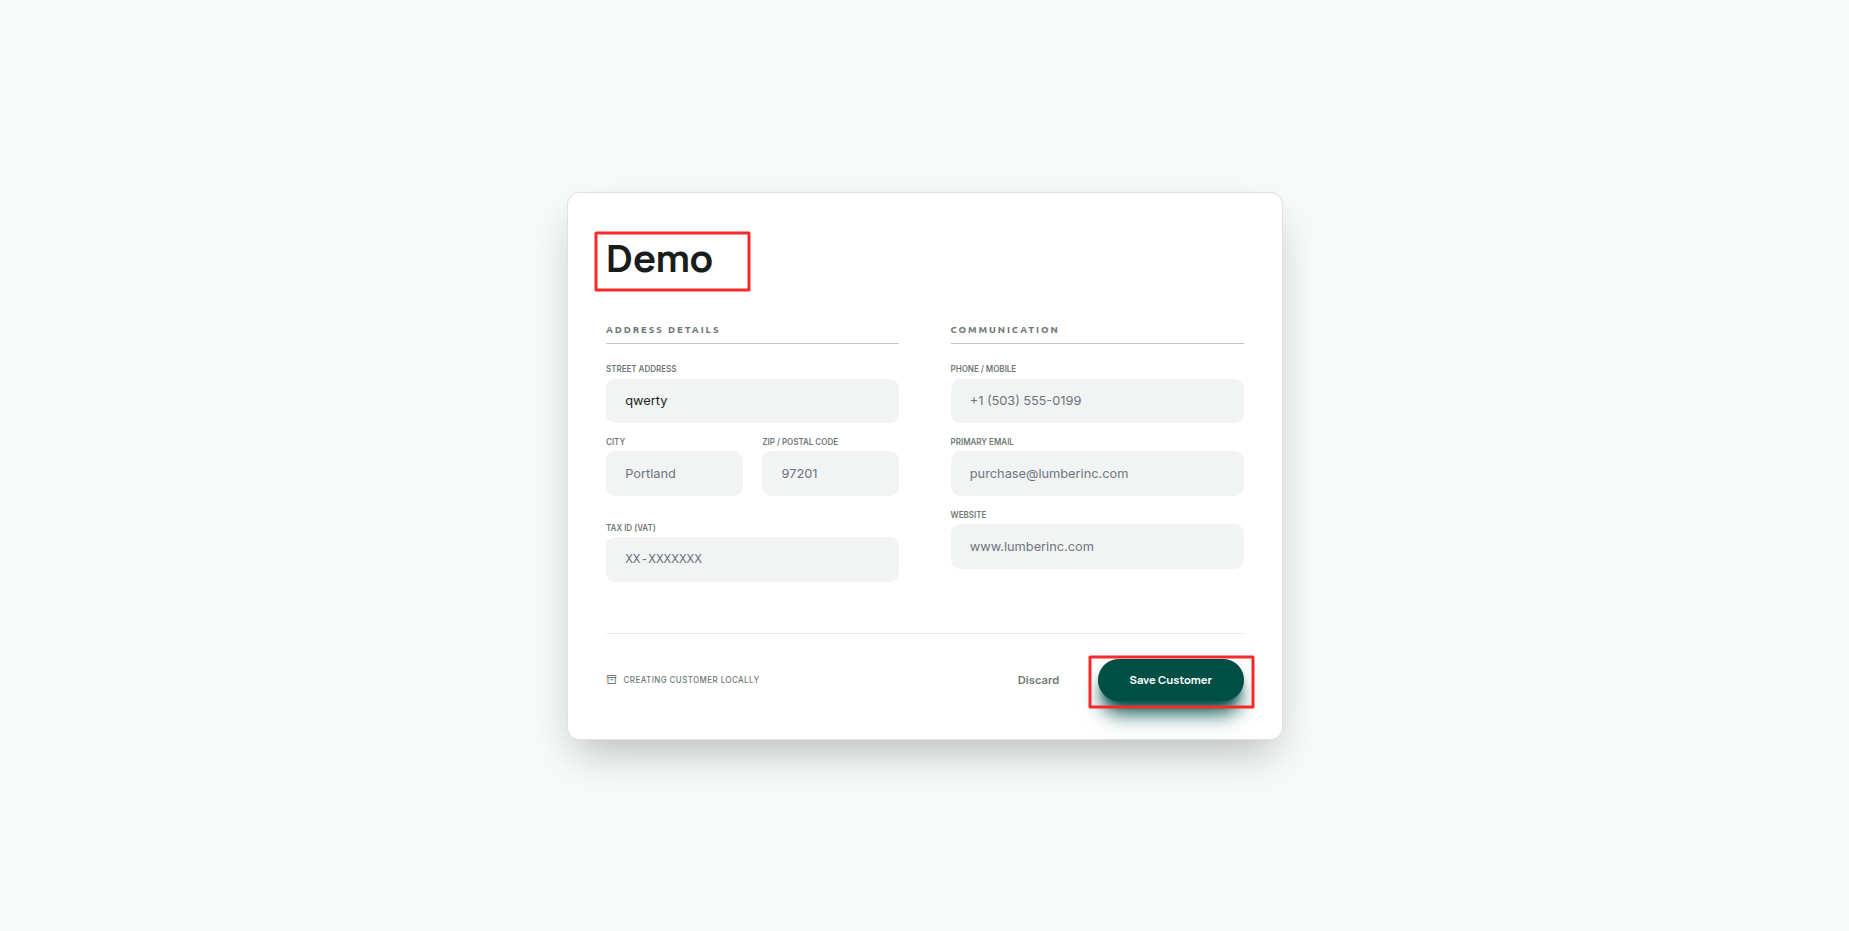 Demo
ADDRESS DETAILS
STREET ADDRESS
qwerty
CITY
ZIP / POSTAL CODE
Portland
97201
TAX ID (VAT)
XX-XXXXXXX
COMMUNICATION
PHONE / MOBILE
+1 (503) 555-0199
PRIMARY EMAIL
purchase@lumberinc.com
WEBSITE
www.lumberinc.com
CREATING CUSTOMER LOCALLY
Discard
Save Customer